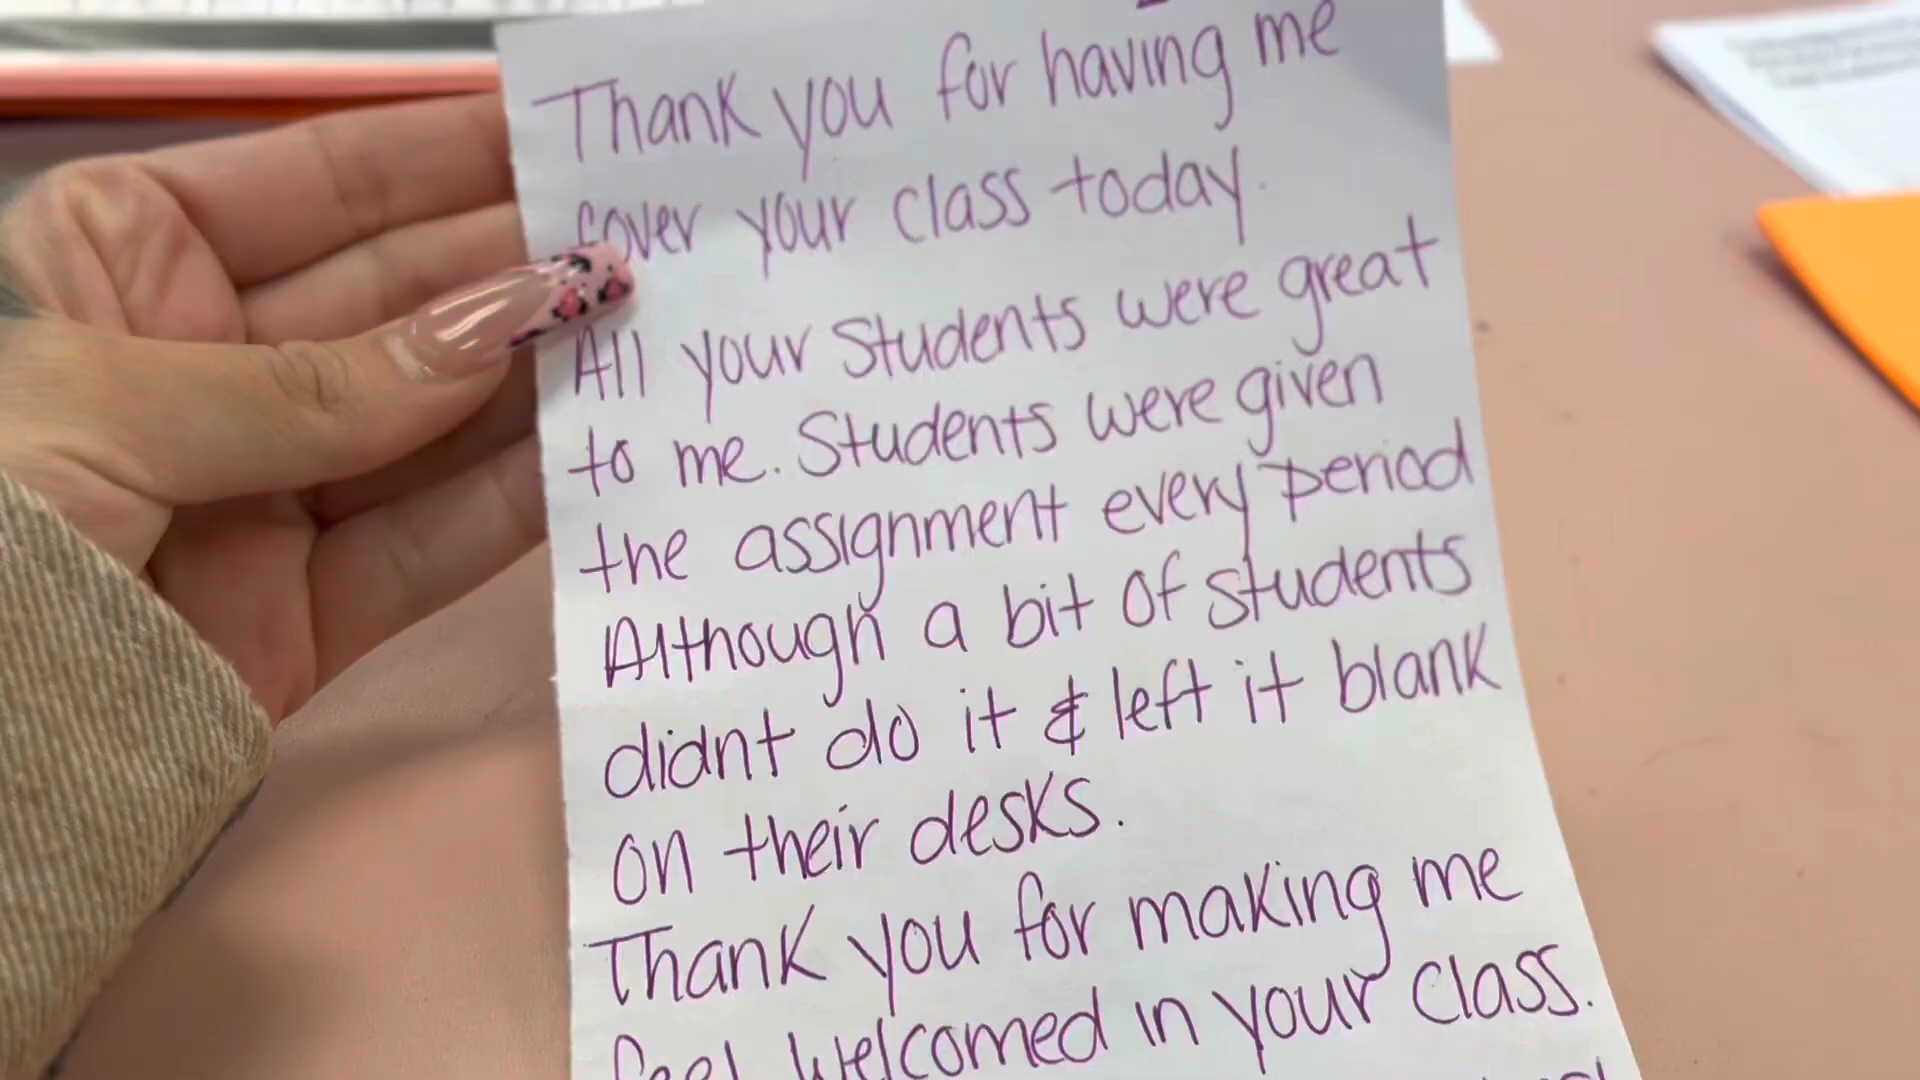 Thank you for having me
cover your class today.
All your Students were great
to me. Students were given
the assignment every period
Although a bit of students
didnt do it & left it blank
on their desks.
Thank you for making me
feel welcomed in your class.